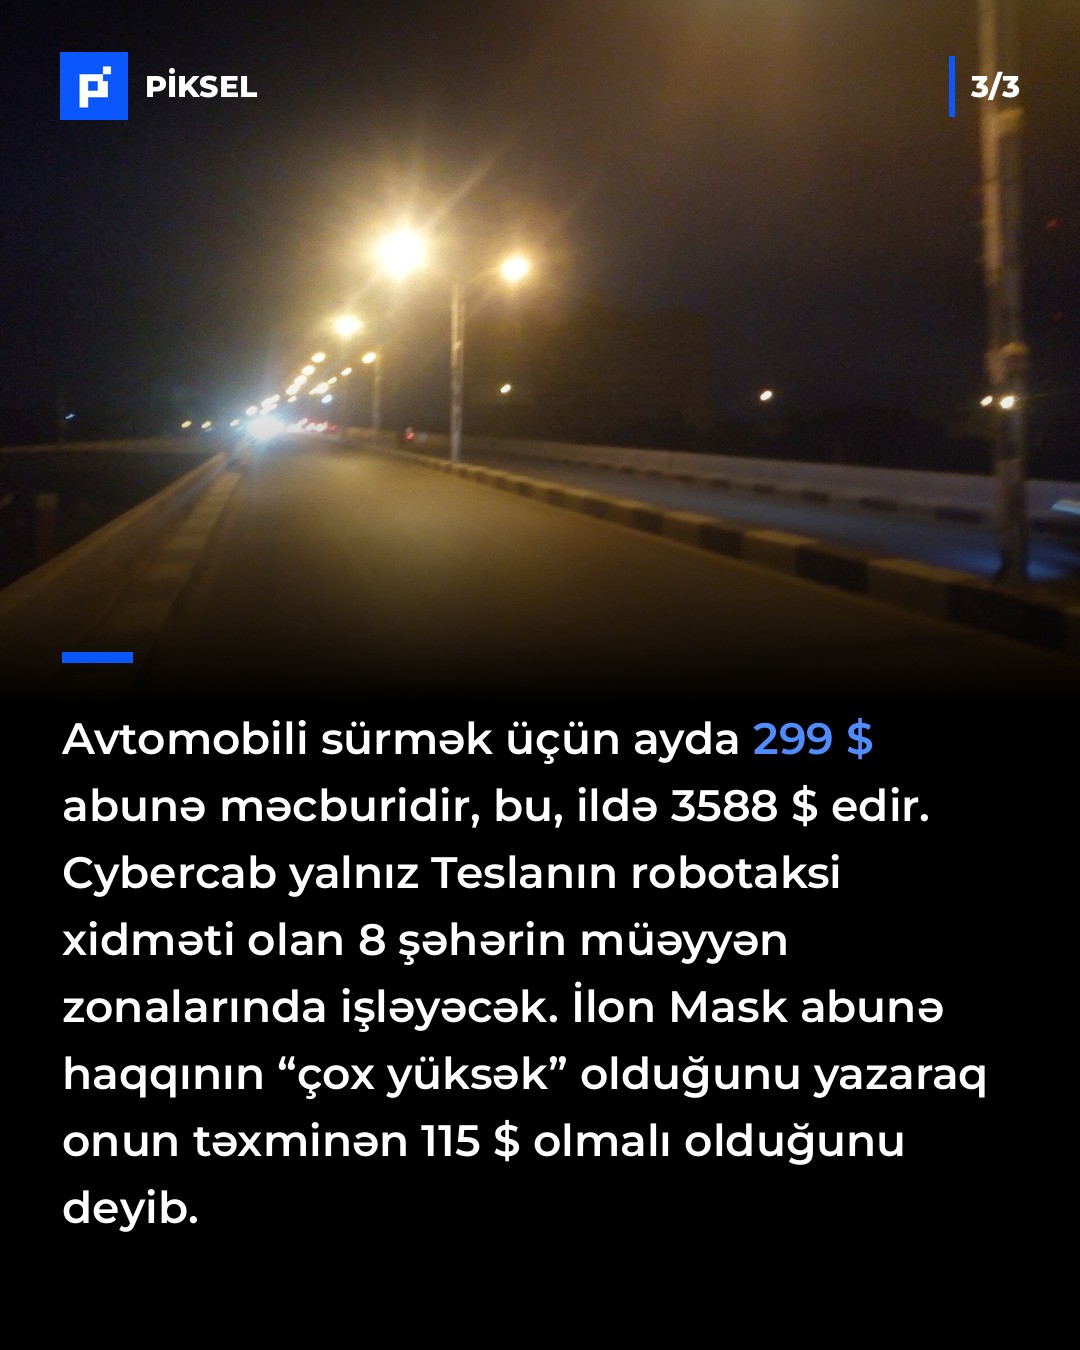 PİKSEL
3/3
Avtomobili sürmək üçün ayda 299 $
abunə məcburidir, bu, ildə 3588 $ edir.
Cybercab yalnız Teslanın robotaksi
xidməti olan 8 şəhərin müəyyən
zonalarında işləyəcək. İlon Mask abunə
haqqının “çox yüksək” olduğunu yazaraq
onun təxminən 115 $ olmalı olduğunu
deyib.